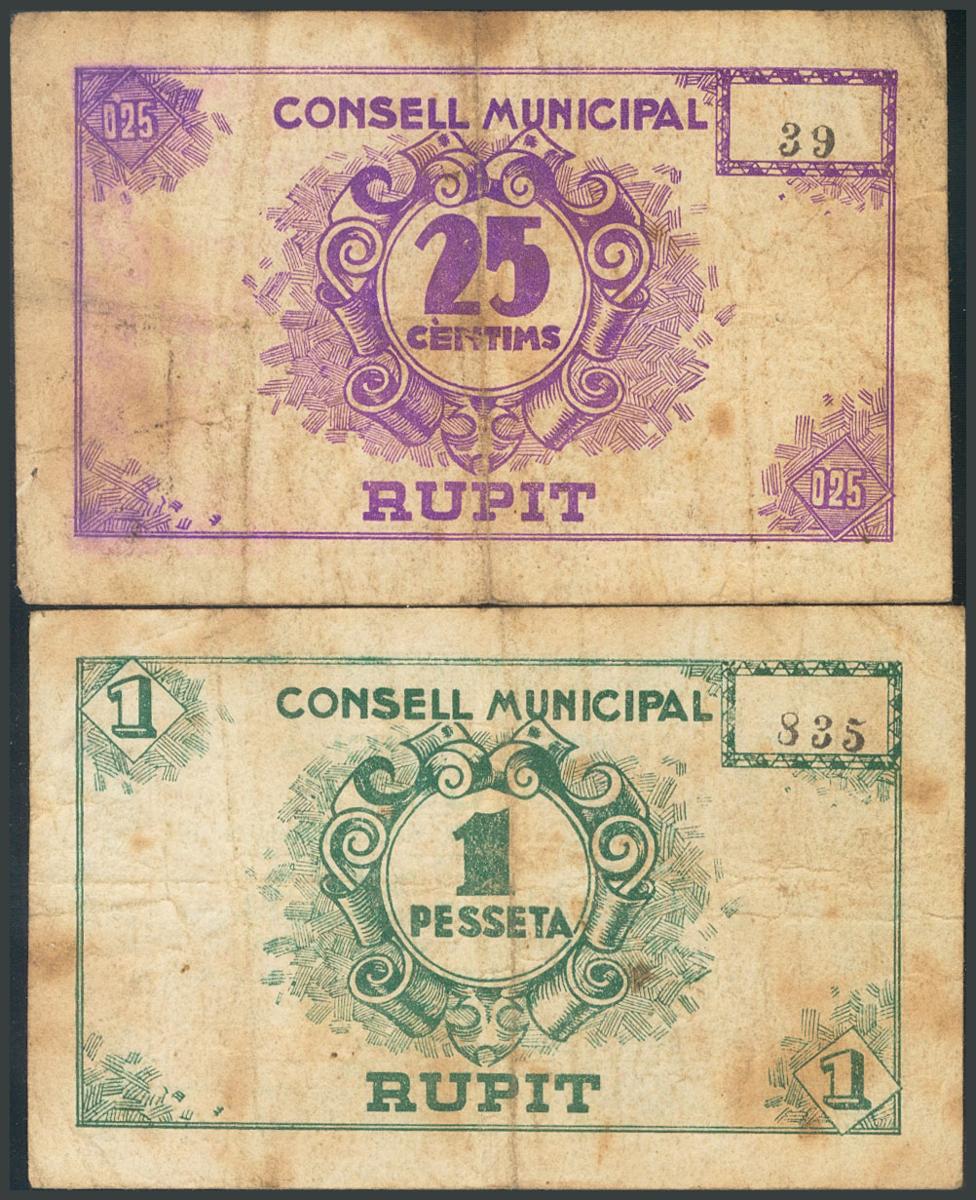 025
CONSELL MUNICIPAL
39
25
CÈNTIMS
RUPIT
025
1
CONSELL MUNICIPAL
835
1
PESSETA
RUPIT
1